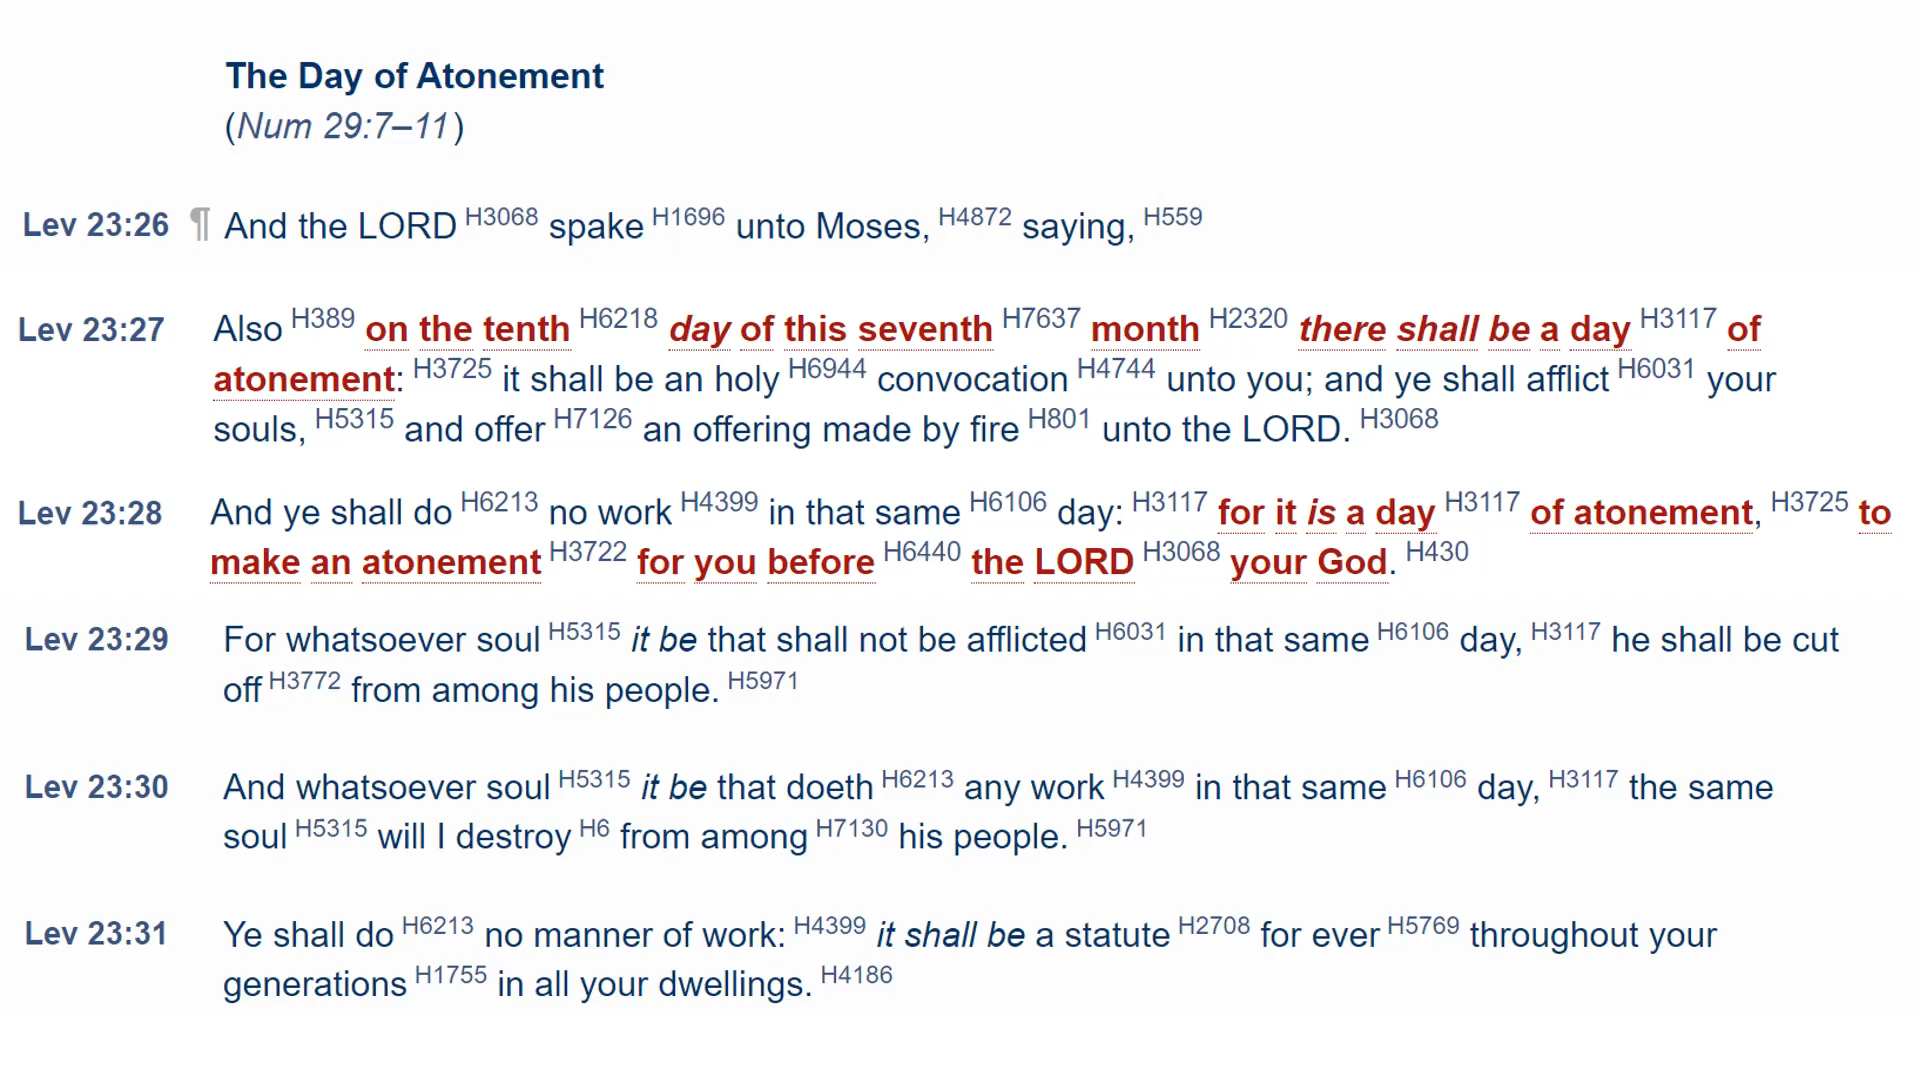 The Day of Atonement
(Num 29:7–11)
Lev 23:26 ¶ And the LORD H3068 spake H1696 unto Moses, H4872 saying, H559
Lev 23:27 Also H389 on the tenth H6218 day of this seventh H7637 month H2320 there shall be a day H3117 of
atonement: H3725 it shall be an holy H6944 convocation H4744 unto you; and ye shall afflict H6031 your
souls, H5315 and offer H7126 an offering made by fire H801 unto the LORD. H3068
Lev 23:28 And ye shall do H6213 no work H4399 in that same H6106 day: H3117 for it is a day H3117 of atonement, H3725 to
make an atonement H3722 for you before H6440 the LORD H3068 your God. H430
Lev 23:29 For whatsoever soul H5315 it be that shall not be afflicted H6031 in that same H6106 day, H3117 he shall be cut
off H3772 from among his people. H5971
Lev 23:30 And whatsoever soul H5315 it be that doeth H6213 any work H4399 in that same H6106 day, H3117 the same
soul H5315 will I destroy H6 from among H7130 his people. H5971
Lev 23:31 Ye shall do H6213 no manner of work: H4399 it shall be a statute H2708 for ever H5769 throughout your
generations H1755 in all your dwellings. H4186